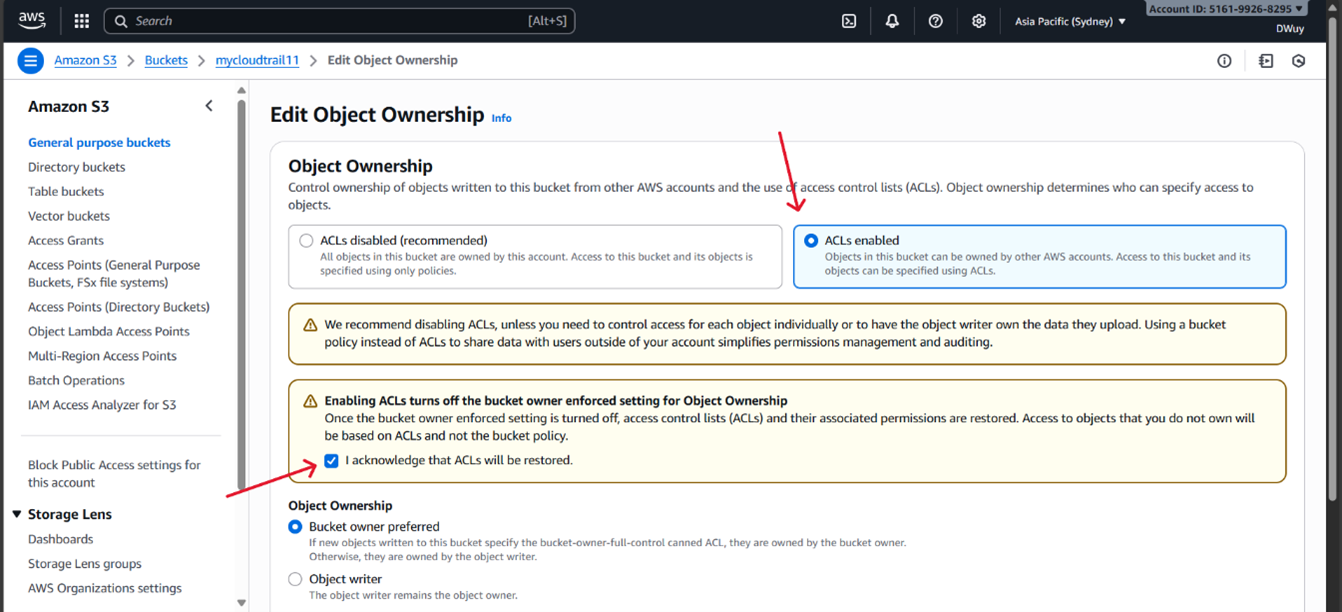 aws
Search [Alt+S]
Asia Pacific (Sydney) ▼
Account ID: 5161-9926-8295 ▼
DWuy
Amazon S3 > Buckets > mycloudtrail11 > Edit Object Ownership
Amazon S3
General purpose buckets
Directory buckets
Table buckets
Vector buckets
Access Grants
Access Points (General Purpose
Buckets, FSx file systems)
Access Points (Directory Buckets)
Object Lambda Access Points
Multi-Region Access Points
Batch Operations
IAM Access Analyzer for S3
Block Public Access settings for
this account
▼ Storage Lens
Dashboards
Storage Lens groups
AWS Organizations settings
Edit Object Ownership Info
Object Ownership
Control ownership of objects written to this bucket from other AWS accounts and the use of access control lists (ACLs). Object ownership determines who can specify access to
objects.
ACLs disabled (recommended)
All objects in this bucket are owned by this account. Access to this bucket and its objects is
specified using only policies.
ACLs enabled
Objects in this bucket can be owned by other AWS accounts. Access to this bucket and its
objects can be specified using ACLs.
We recommend disabling ACLs, unless you need to control access for each object individually or to have the object writer own the data they upload. Using a bucket
policy instead of ACLs to share data with users outside of your account simplifies permissions management and auditing.
Enabling ACLs turns off the bucket owner enforced setting for Object Ownership
Once the bucket owner enforced setting is turned off, access control lists (ACLs) and their associated permissions are restored. Access to objects that you do not own will
be based on ACLs and not the bucket policy.
I acknowledge that ACLs will be restored.
Object Ownership
Bucket owner preferred
If new objects written to this bucket specify the bucket-owner-full-control canned ACL, they are owned by the bucket owner.
Otherwise, they are owned by the object writer.
Object writer
The object writer remains the object owner.